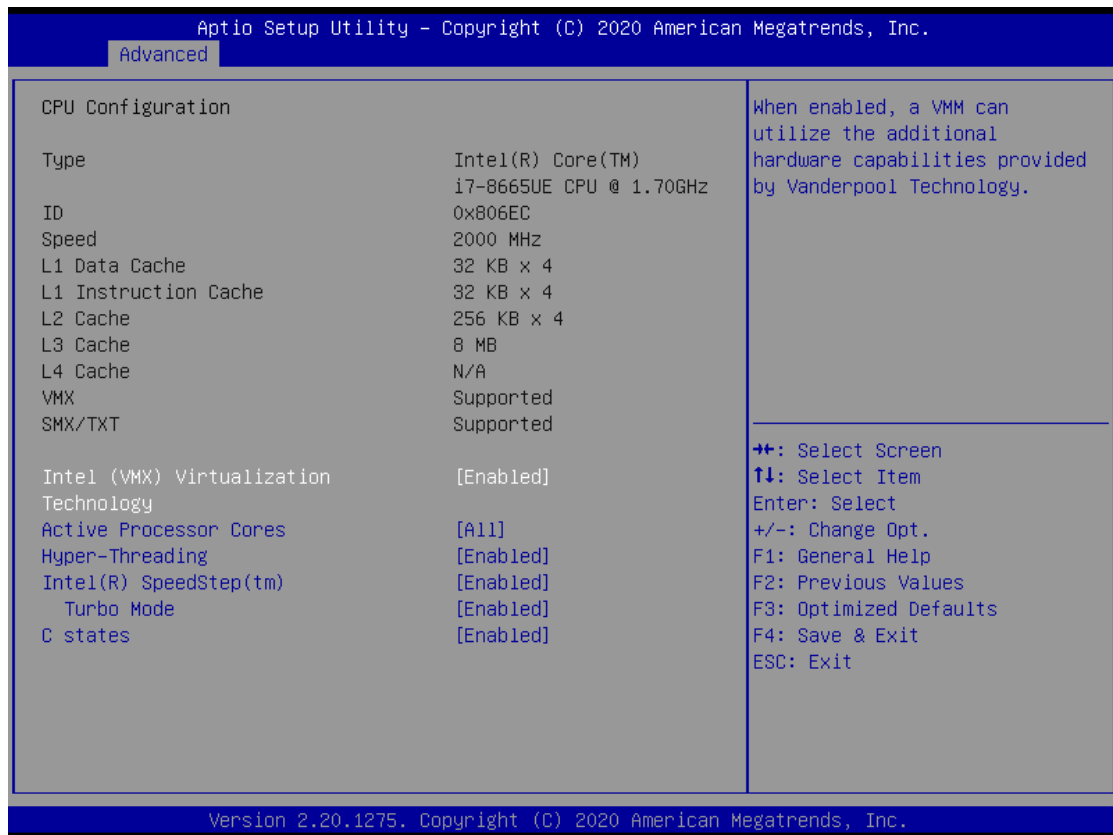 Aptio Setup Utility – Copyright (C) 2020 American Megatrends, Inc.
Advanced
CPU Configuration
Type Intel(R) Core(TM)
i7-8665UE CPU @ 1.70GHz
ID 0x806EC
Speed 2000 MHz
L1 Data Cache 32 KB x 4
L1 Instruction Cache 32 KB x 4
L2 Cache 256 KB x 4
L3 Cache 8 MB
L4 Cache N/A
VMX Supported
SMX/TXT Supported
Intel (VMX) Virtualization [Enabled]
Technology
Active Processor Cores [All]
Hyper-Threading [Enabled]
Intel(R) SpeedStep(tm) [Enabled]
Turbo Mode [Enabled]
C states [Enabled]
When enabled, a VMM can
utilize the additional
hardware capabilities provided
by Vanderpool Technology.
→←: Select Screen
↑↓: Select Item
Enter: Select
+/-: Change Opt.
F1: General Help
F2: Previous Values
F3: Optimized Defaults
F4: Save & Exit
ESC: Exit
Version 2.20.1275. Copyright (C) 2020 American Megatrends, Inc.